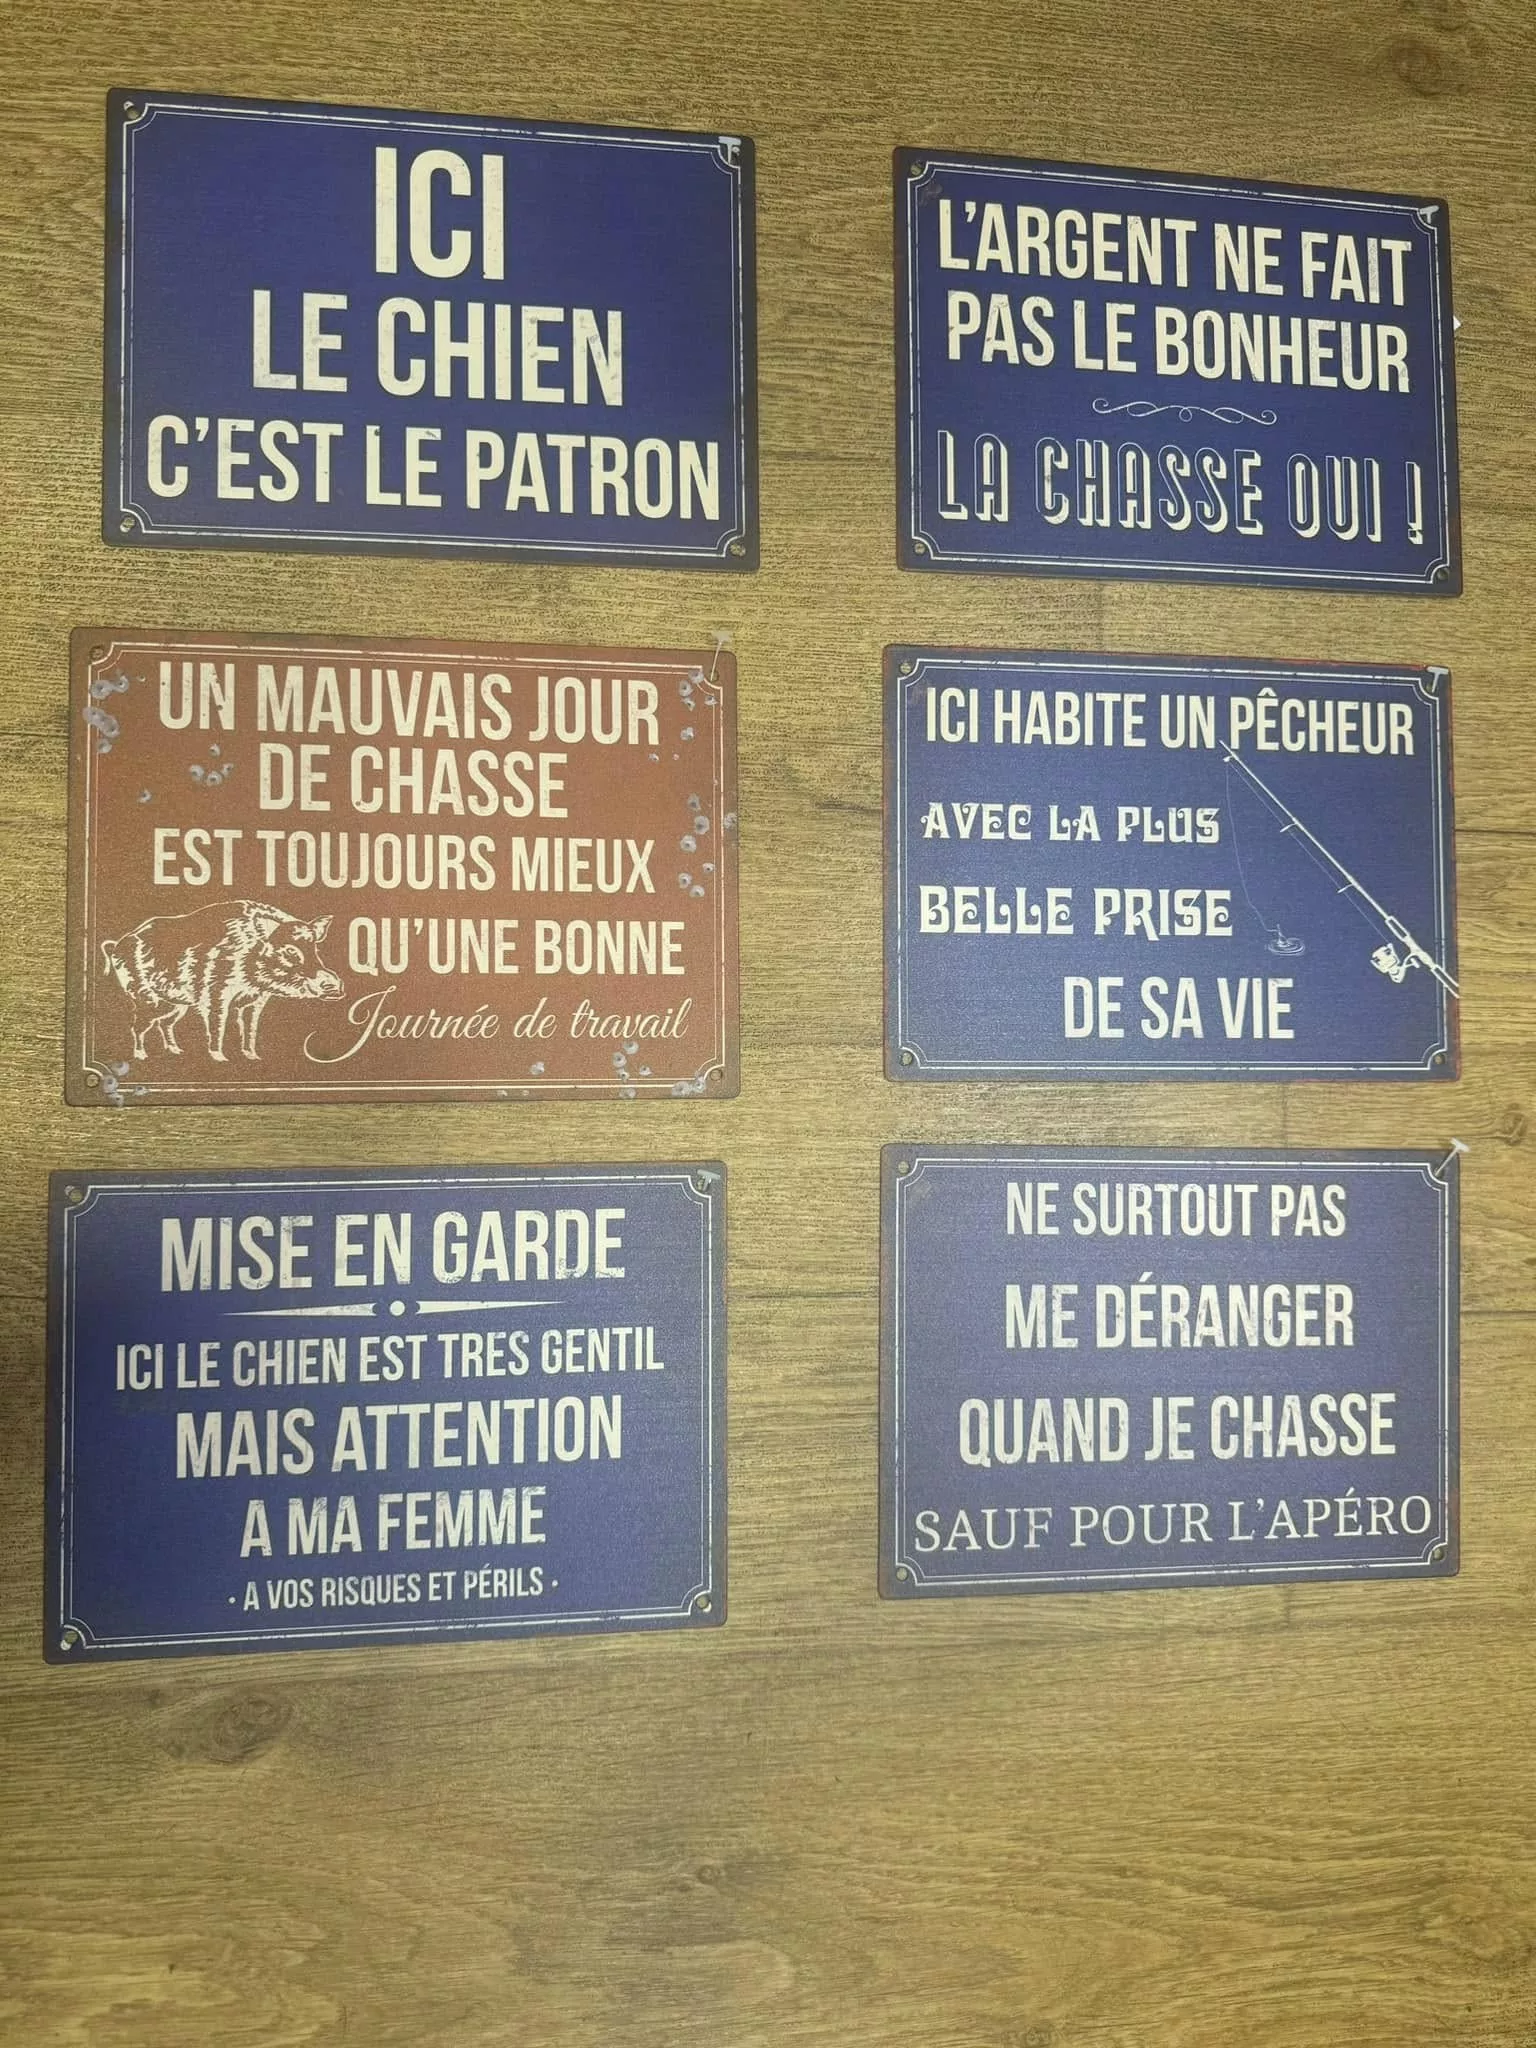 ICI
LE CHIEN
C'EST LE PATRON
L'ARGENT NE FAIT
PAS LE BONHEUR
LA CHASSE OUI !
UN MAUVAIS JOUR
DE CHASSE
EST TOUJOURS MIEUX
QU'UNE BONNE
Journée de travail
ICI HABITE UN PÊCHEUR
AVEC LA PLUS
BELLE PRISE
DE SA VIE
MISE EN GARDE
ICI LE CHIEN EST TRES GENTIL
MAIS ATTENTION
A MA FEMME
· A VOS RISQUES ET PÉRILS ·
NE SURTOUT PAS
ME DÉRANGER
QUAND JE CHASSE
SAUF POUR L'APÉRO